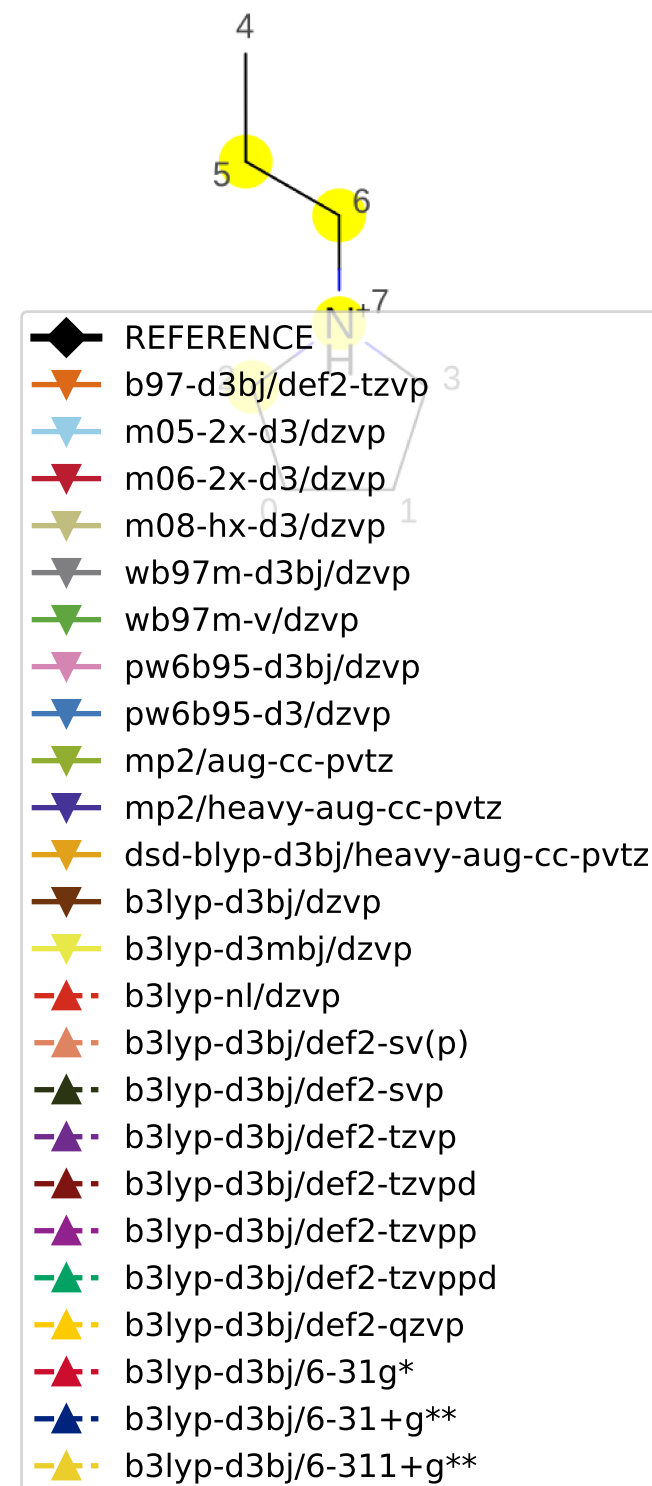 4
5
6
+7
N
REFERENCE
H
2
3
b97-d3bj/def2-tzvp
m05-2x-d3/dzvp
m06-2x-d3/dzvp
0
1
m08-hx-d3/dzvp
wb97m-d3bj/dzvp
wb97m-v/dzvp
pw6b95-d3bj/dzvp
pw6b95-d3/dzvp
mp2/aug-cc-pvtz
mp2/heavy-aug-cc-pvtz
dsd-blyp-d3bj/heavy-aug-cc-pvtz
b3lyp-d3bj/dzvp
b3lyp-d3mbj/dzvp
b3lyp-nl/dzvp
b3lyp-d3bj/def2-sv(p)
b3lyp-d3bj/def2-svp
b3lyp-d3bj/def2-tzvp
b3lyp-d3bj/def2-tzvpd
b3lyp-d3bj/def2-tzvpp
b3lyp-d3bj/def2-tzvppd
b3lyp-d3bj/def2-qzvp
b3lyp-d3bj/6-31g*
b3lyp-d3bj/6-31+g**
b3lyp-d3bj/6-311+g**